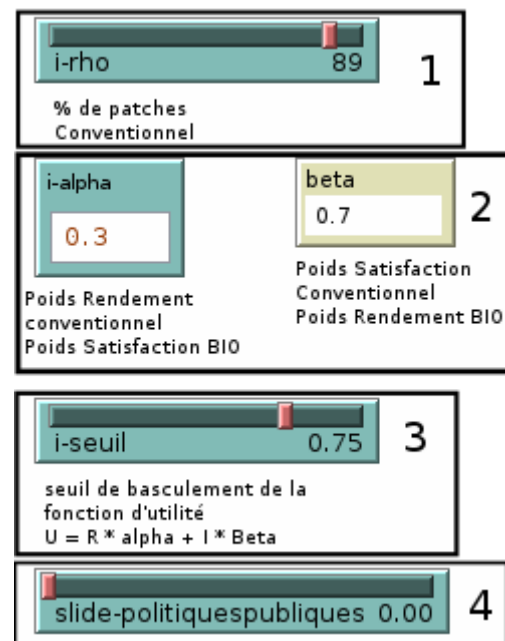 i-rho 89
1
% de patches
Conventionnel
i-alpha
0.3
beta
0.7
2
Poids Rendement
conventionnel
Poids Satisfaction BIO
Poids Satisfaction
Conventionnel
Poids Rendement BIO
i-seuil 0.75
3
seuil de basculement de la
fonction d'utilité
U = R * alpha + I * Beta
slide-politiquespubliques 0.00
4